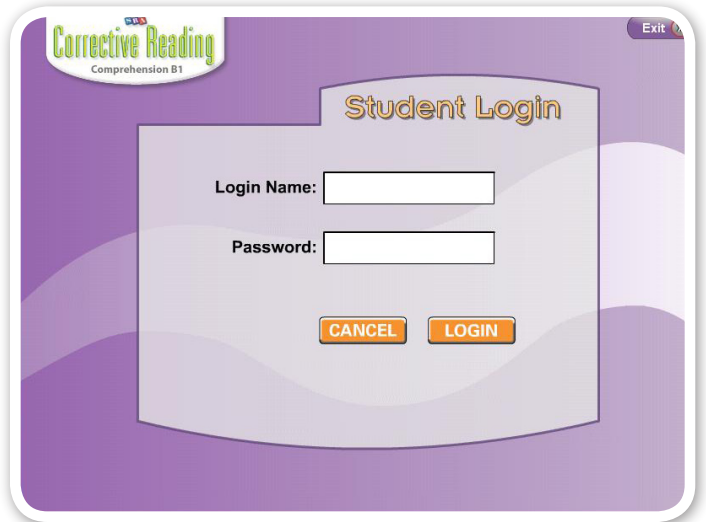 SRA
Corrective Reading
Comprehension B1
Exit
Student Login
Login Name:
Password:
CANCEL
LOGIN